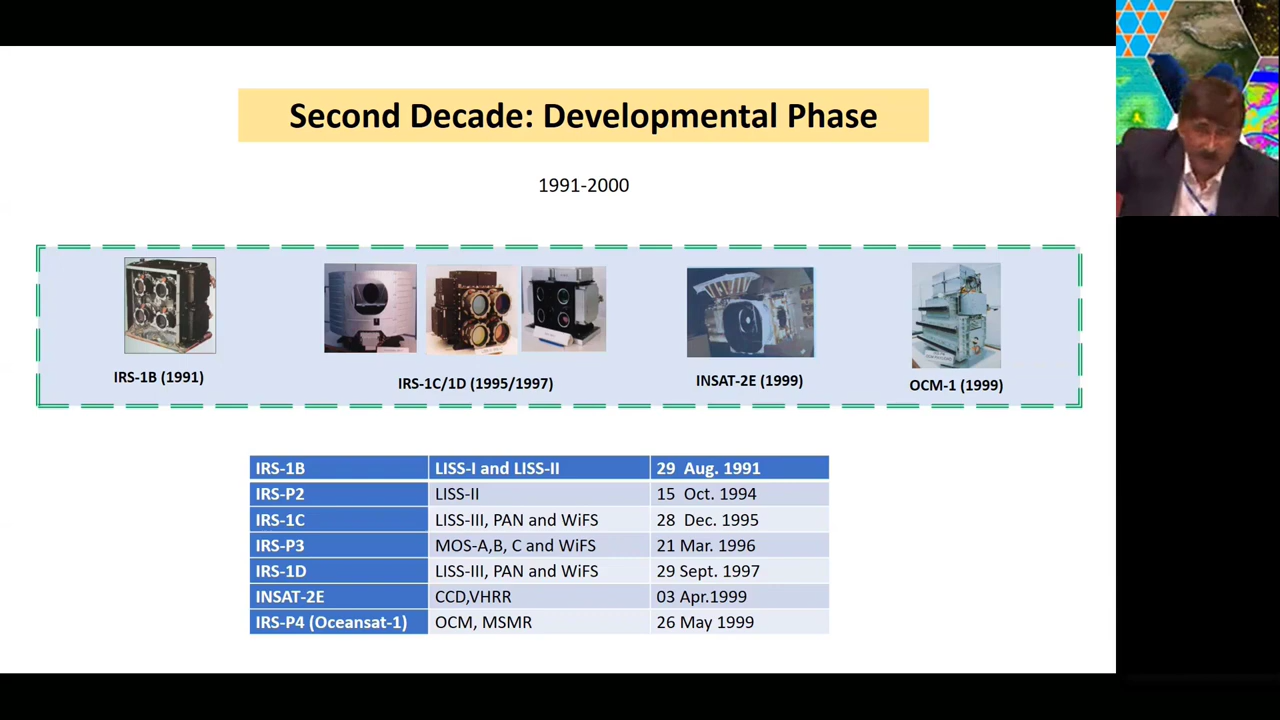 Second Decade: Developmental Phase
1991-2000
IRS-1B (1991)
IRS-1C/1D (1995/1997)
INSAT-2E (1999)
OCM-1 (1999)
IRS-1B LISS-I and LISS-II 29 Aug. 1991
IRS-P2 LISS-II 15 Oct. 1994
IRS-1C LISS-III, PAN and WiFS 28 Dec. 1995
IRS-P3 MOS-A,B, C and WiFS 21 Mar. 1996
IRS-1D LISS-III, PAN and WiFS 29 Sept. 1997
INSAT-2E CCD,VHRR 03 Apr.1999
IRS-P4 (Oceansat-1) OCM, MSMR 26 May 1999